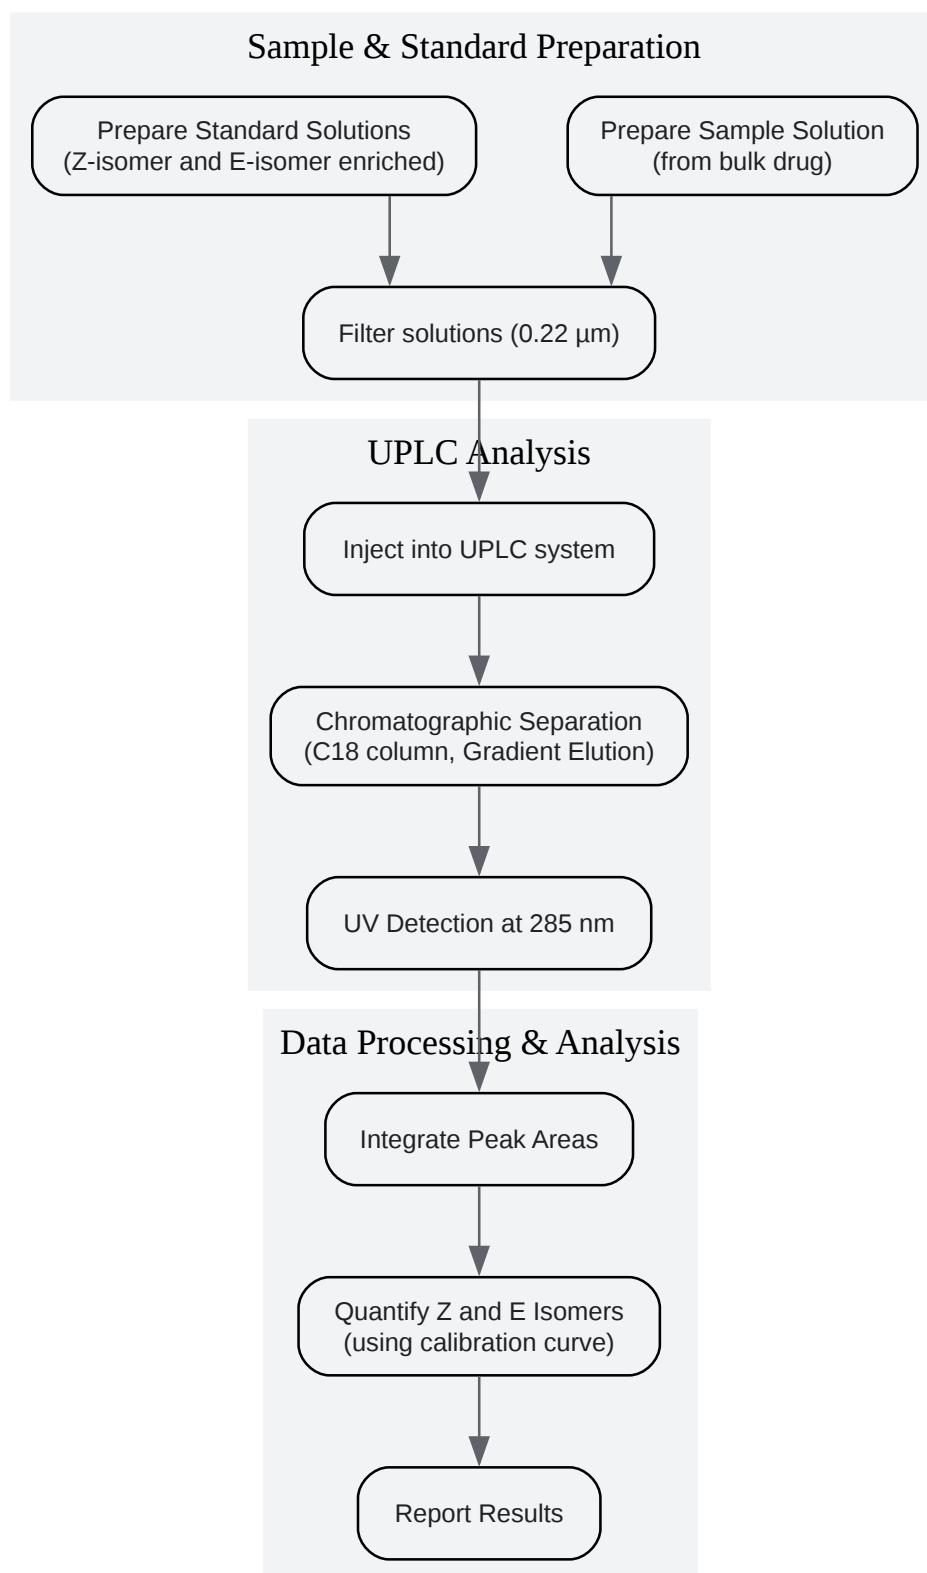 Sample & Standard Preparation
Prepare Standard Solutions
(Z-isomer and E-isomer enriched)
Prepare Sample Solution
(from bulk drug)
Filter solutions (0.22 µm)
UPLC Analysis
Inject into UPLC system
Chromatographic Separation
(C18 column, Gradient Elution)
UV Detection at 285 nm
Data Processing & Analysis
Integrate Peak Areas
Quantify Z and E Isomers
(using calibration curve)
Report Results